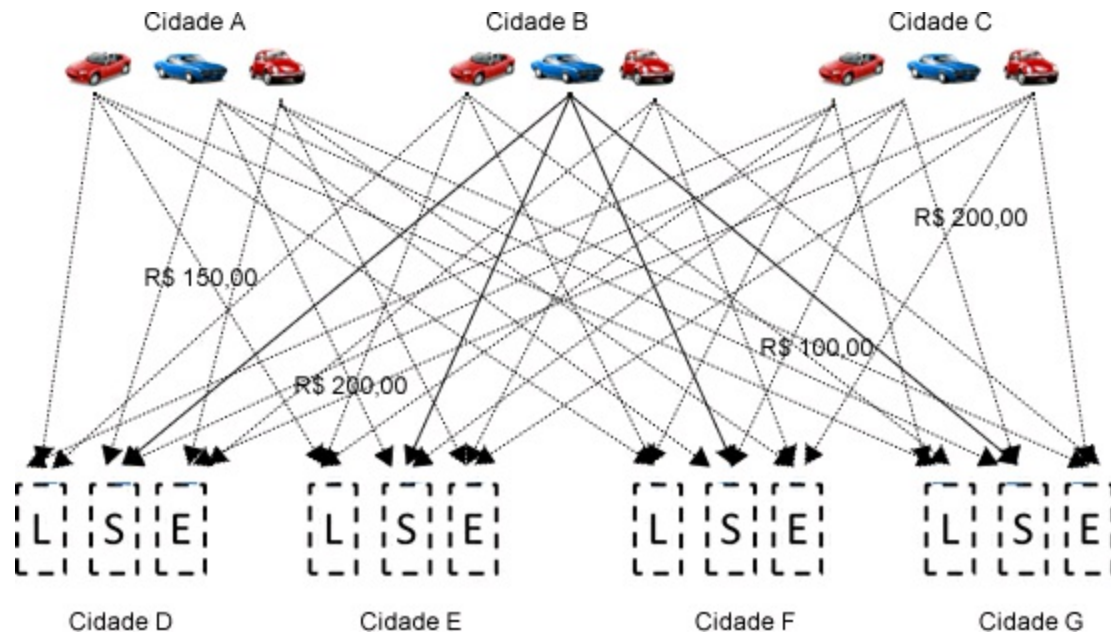 Cidade A Cidade B Cidade C
R$ 200,00
R$ 150,00
R$ 100,00
R$ 200,00
L S E L S E L S E L S E
Cidade D Cidade E Cidade F Cidade G